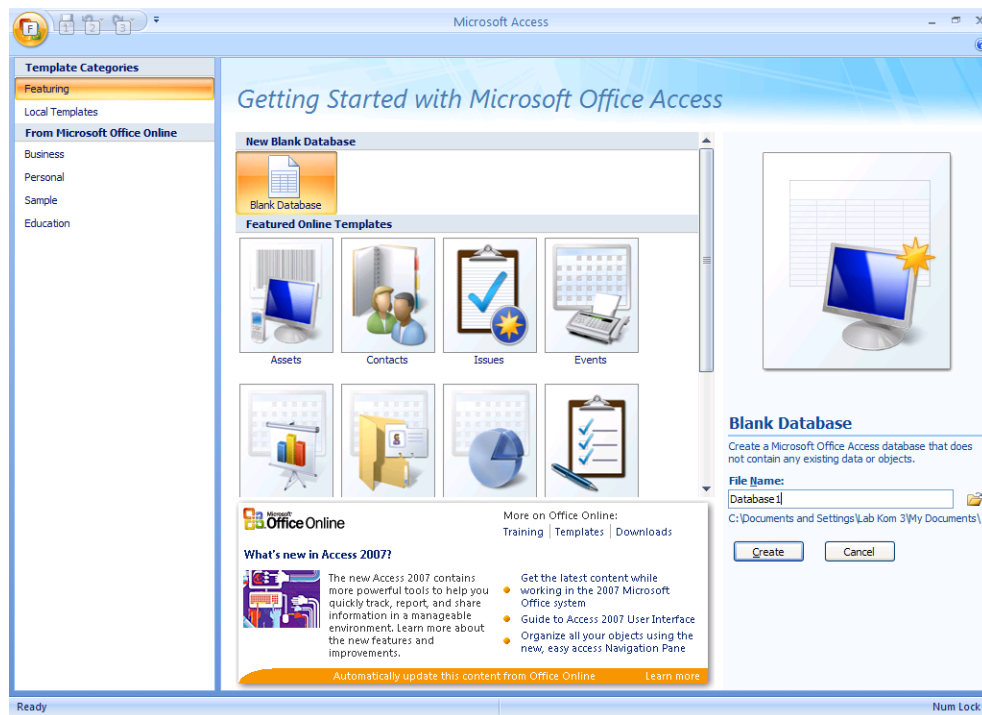 Microsoft Access
F
1
2
3
Template Categories
Featuring
Local Templates
From Microsoft Office Online
Business
Personal
Sample
Education
Getting Started with Microsoft Office Access
New Blank Database
Blank Database
Featured Online Templates
Assets
Contacts
Issues
Events
Microsoft
Office Online
More on Office Online:
Training | Templates | Downloads
What's new in Access 2007?
The new Access 2007 contains
more powerful tools to help you
quickly track, report, and share
information in a manageable
environment. Learn more about
the new features and
improvements.
Get the latest content while
working in the 2007 Microsoft
Office system
Guide to Access 2007 User Interface
Organize all your objects using the
new, easy access Navigation Pane
Automatically update this content from Office Online
Learn more
Blank Database
Create a Microsoft Office Access database that does
not contain any existing data or objects.
File Name:
Database1
C:\Documents and Settings\Lab Kom 3\My Documents\
Create
Cancel
Ready
Num Lock